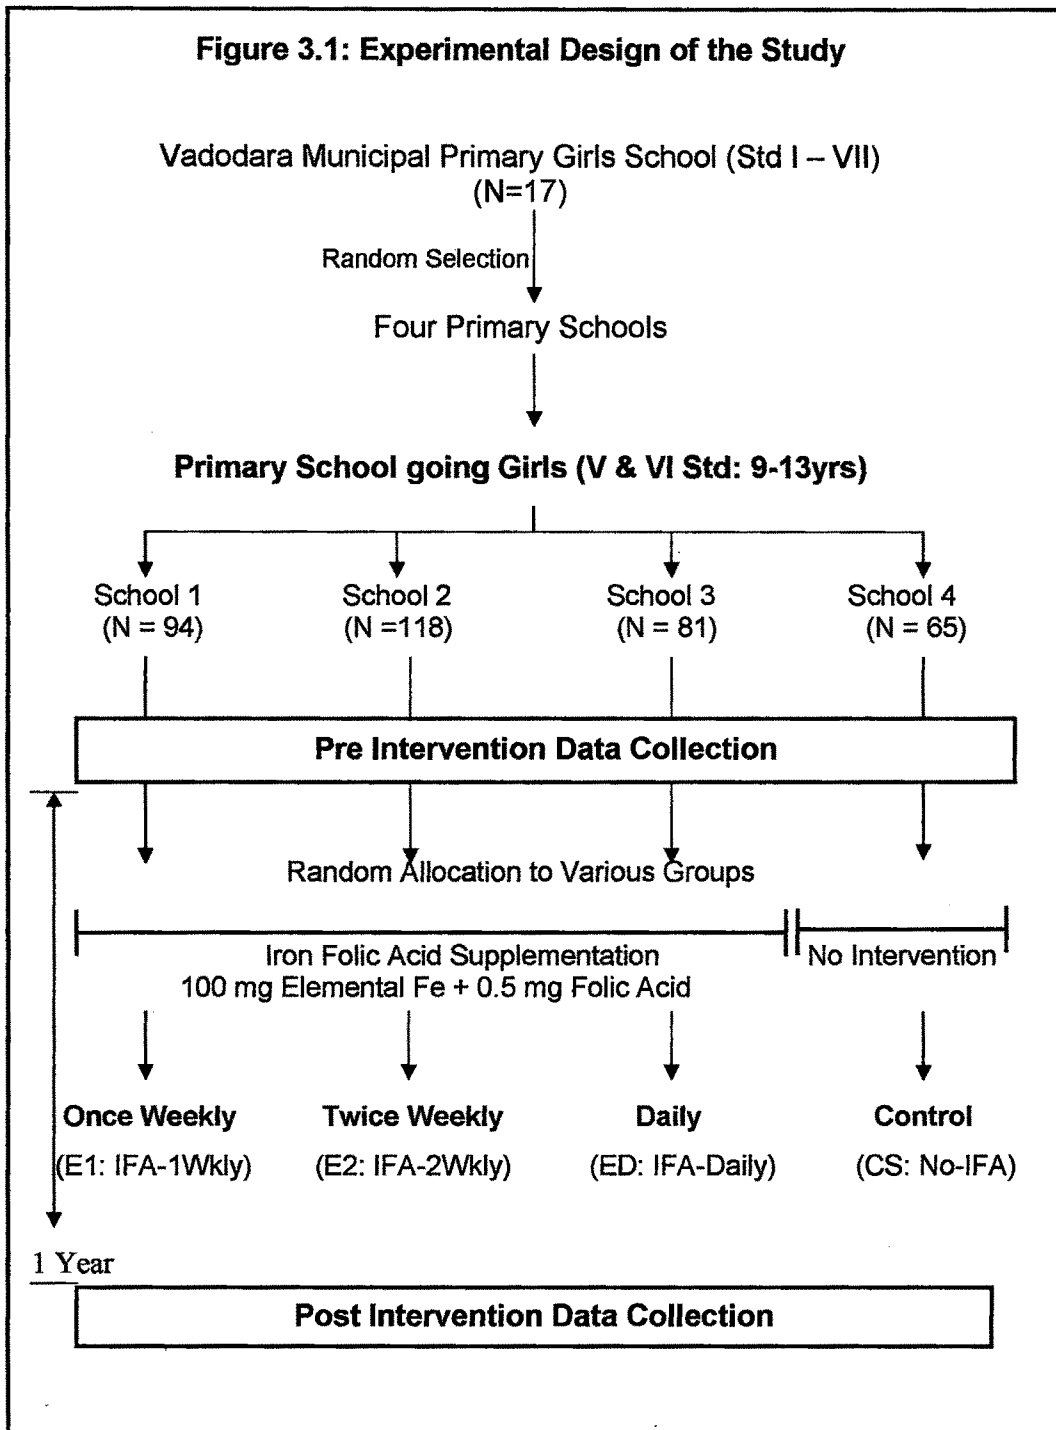 Figure 3.1: Experimental Design of the Study
Vadodara Municipal Primary Girls School (Std I – VII)
(N=17)
Random Selection
Four Primary Schools
Primary School going Girls (V & VI Std: 9-13yrs)
School 1 School 2 School 3 School 4
(N = 94) (N =118) (N = 81) (N = 65)
Pre Intervention Data Collection
Random Allocation to Various Groups
Iron Folic Acid Supplementation No Intervention
100 mg Elemental Fe + 0.5 mg Folic Acid
Once Weekly Twice Weekly Daily Control
(E1: IFA-1Wkly) (E2: IFA-2Wkly) (ED: IFA-Daily) (CS: No-IFA)
1 Year
Post Intervention Data Collection